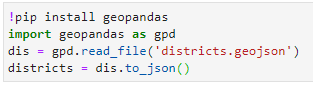 !pip install geopandas
import geopandas as gpd
dis = gpd.read_file('districts.geojson')
districts = dis.to_json()